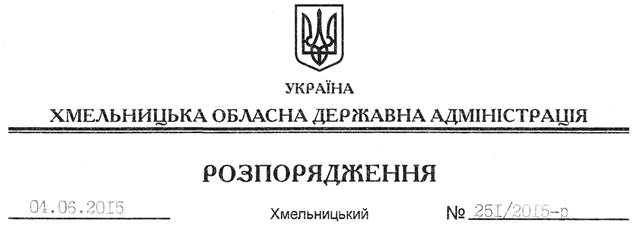 УКРАЇНА
ХМЕЛЬНИЦЬКА ОБЛАСНА ДЕРЖАВНА АДМІНІСТРАЦІЯ
РОЗПОРЯДЖЕННЯ
04.06.2015 Хмельницький № 251/2015-р